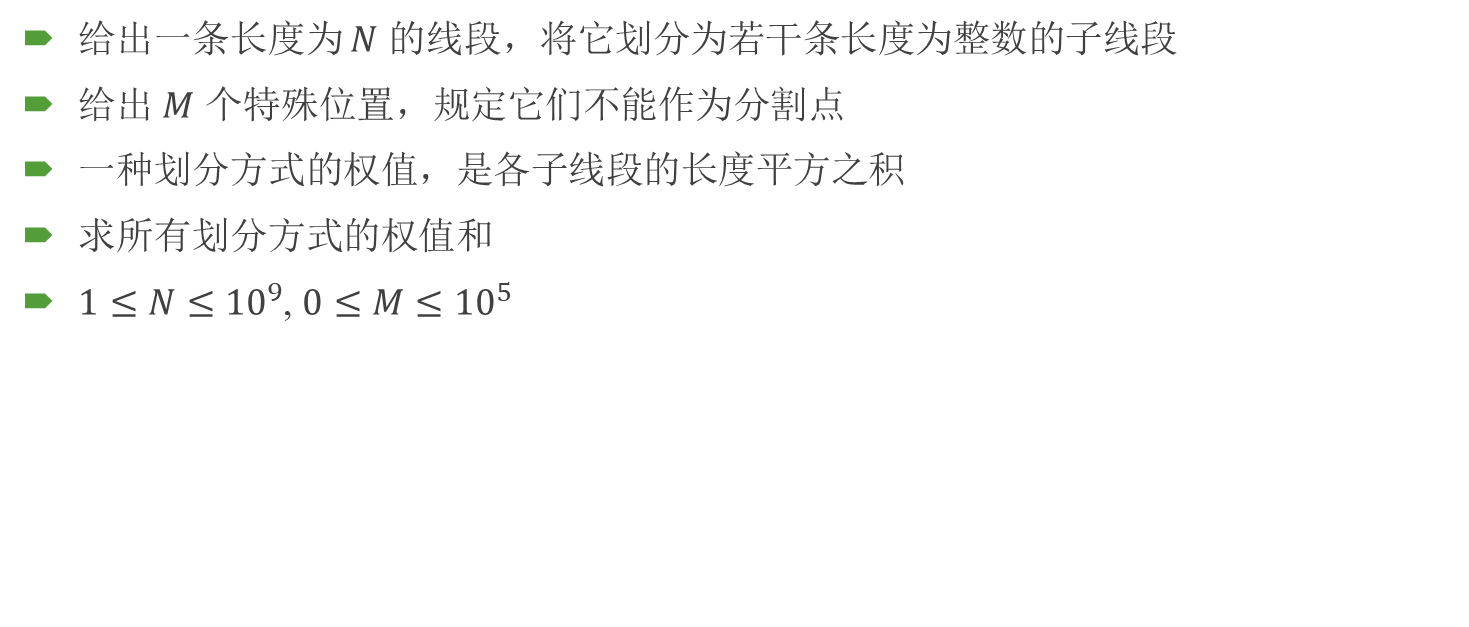 给出一条长度为 N 的线段，将它划分为若干条长度为整数的子线段
给出 M 个特殊位置，规定它们不能作为分割点
一种划分方式的权值，是各子线段的长度平方之积
求所有划分方式的权值和
1 ≤ N ≤ 10⁹, 0 ≤ M ≤ 10⁵